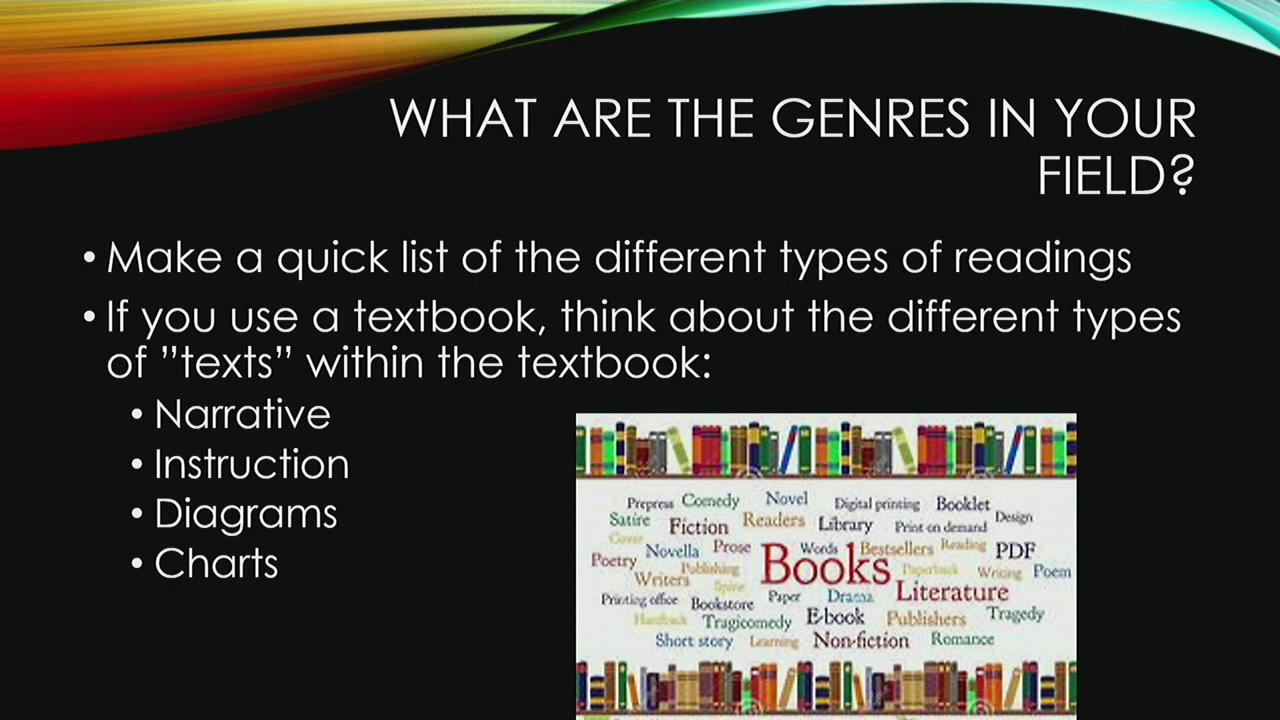 WHAT ARE THE GENRES IN YOUR
FIELD?
• Make a quick list of the different types of readings
• If you use a textbook, think about the different types
of ”texts” within the textbook:
• Narrative
• Instruction
• Diagrams
• Charts
Prepress Comedy Novel Digital printing Booklet
Satire Fiction Readers Library Print on demand Design
Cover Novella Prose Words Bestsellers Reading PDF
Poetry Writers Publishing Books Paperback Writing Poem
Spine Literature
Printing office Bookstore Paper Drama
Hardback Tragicomedy E-book Publishers Tragedy
Short story Learning Non-fiction Romance